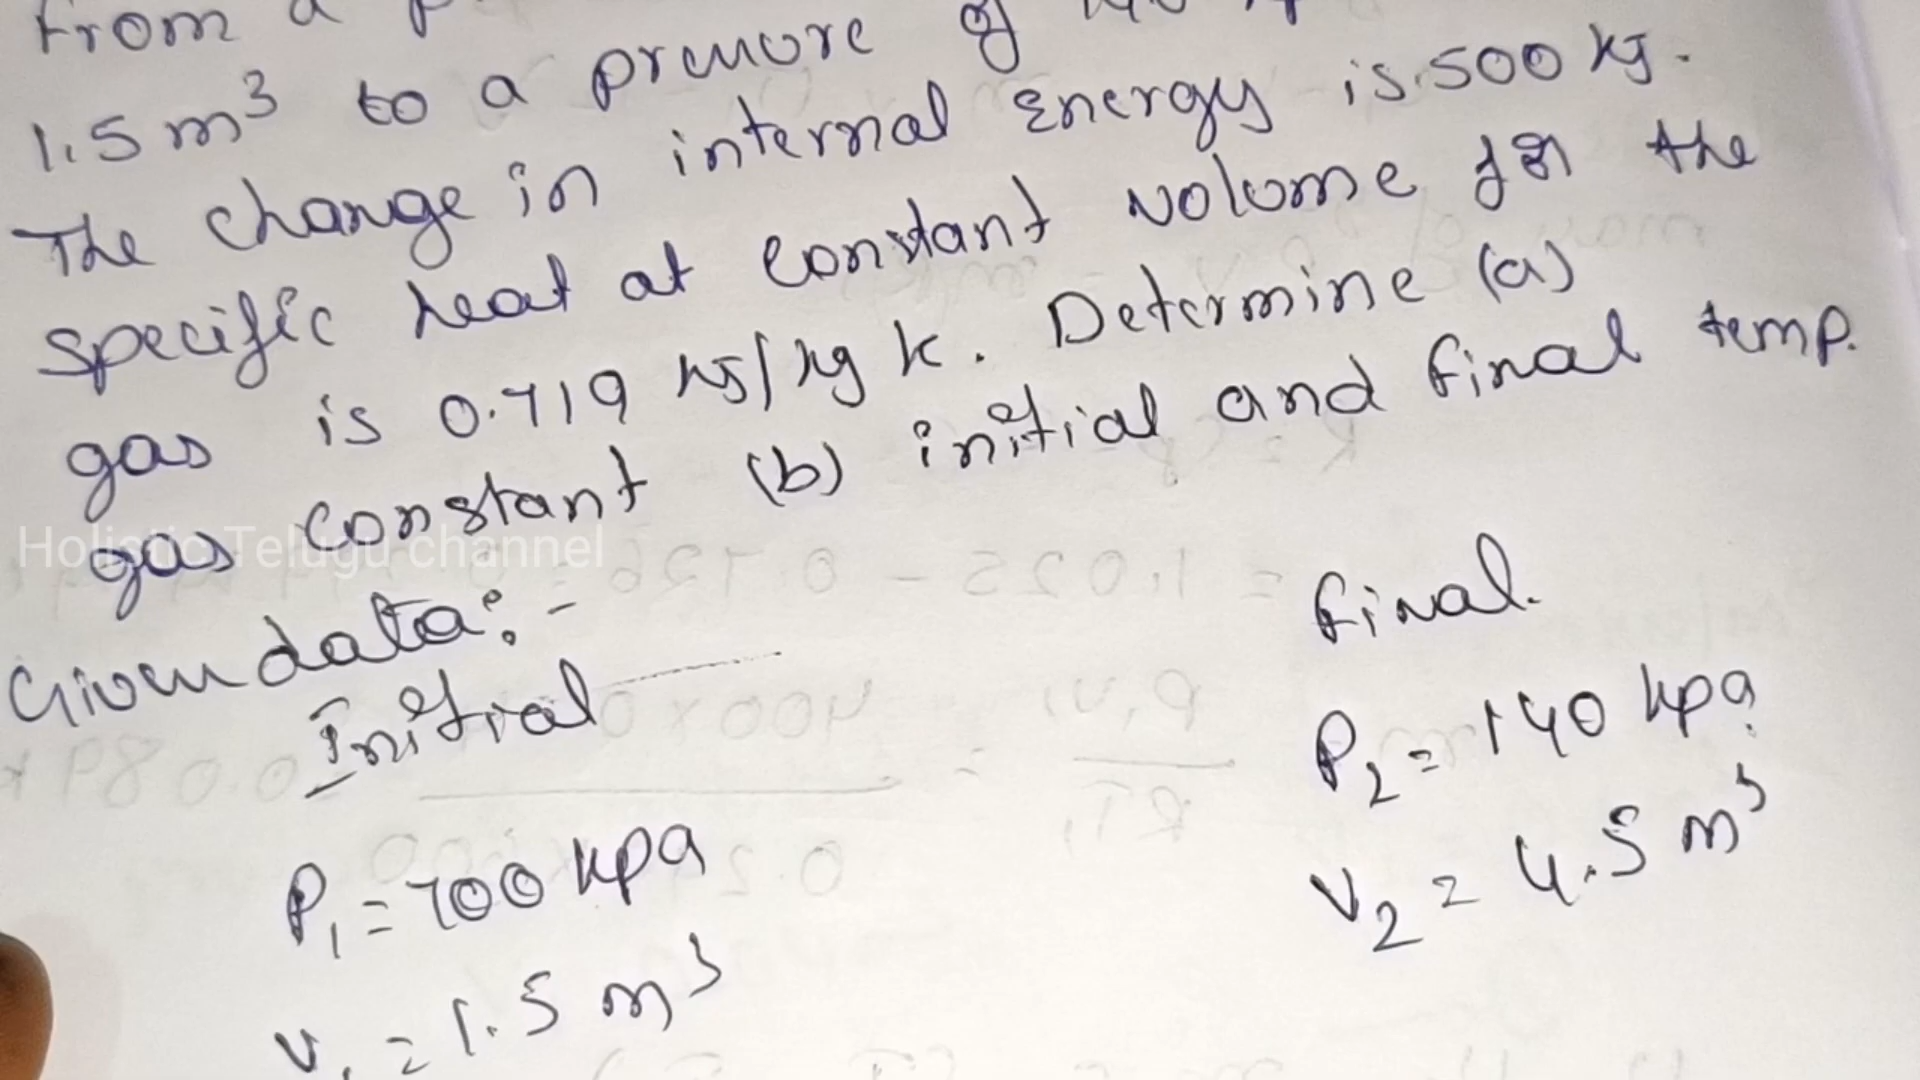 from a
1.5 m³ to a pressure of 140
The change in internal energy is 500 kJ.
specific heat at constant volume for the
gas is 0.719 kJ/kg k. Determine (a)
gas constant (b) initial and final temp.
Holistic Telugu channel
Given data:-
Initial
P₁ = 700 kpa
V₁ = 1.5 m³
final.
P₂ = 140 kpa
V₂ = 4.5 m³